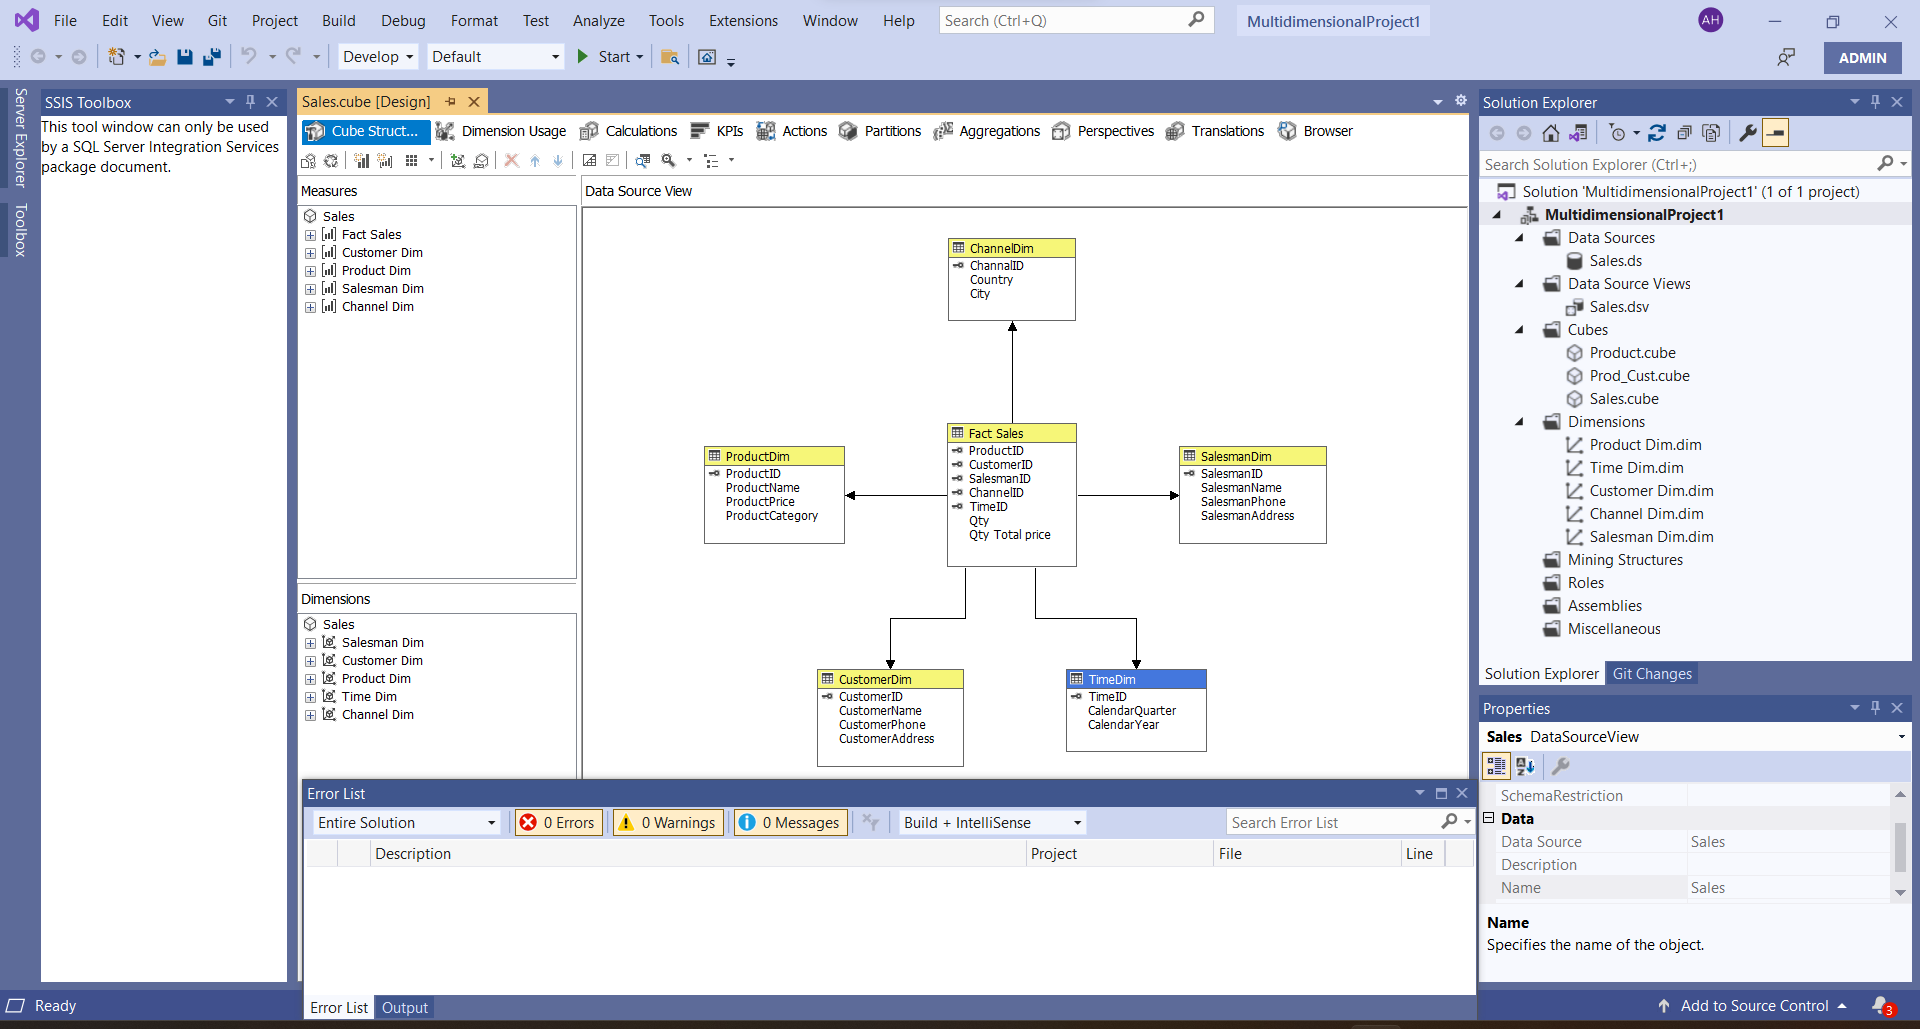 File Edit View Git Project Build Debug Format Test Analyze Tools Extensions Window Help Search (Ctrl+Q) MultidimensionalProject1 AH
Develop Default Start ADMIN
Server Explorer
Toolbox
SSIS Toolbox
This tool window can only be used
by a SQL Server Integration Services
package document.
Sales.cube [Design]
Cube Struct... Dimension Usage Calculations KPIs Actions Partitions Aggregations Perspectives Translations Browser
Measures
Sales
Fact Sales
Customer Dim
Product Dim
Salesman Dim
Channel Dim
Dimensions
Sales
Salesman Dim
Customer Dim
Product Dim
Time Dim
Channel Dim
Data Source View
ChannelDim
ChannalID
Country
City
ProductDim
ProductID
ProductName
ProductPrice
ProductCategory
Fact Sales
ProductID
CustomerID
SalesmanID
ChannelID
TimeID
Qty
Qty Total price
SalesmanDim
SalesmanID
SalesmanName
SalesmanPhone
SalesmanAddress
CustomerDim
CustomerID
CustomerName
CustomerPhone
CustomerAddress
TimeDim
TimeID
CalendarQuarter
CalendarYear
Error List
Entire Solution 0 Errors 0 Warnings 0 Messages Build + IntelliSense Search Error List
Description Project File Line
Error List Output
Solution Explorer
Search Solution Explorer (Ctrl+;)
Solution 'MultidimensionalProject1' (1 of 1 project)
MultidimensionalProject1
Data Sources
Sales.ds
Data Source Views
Sales.dsv
Cubes
Product.cube
Prod_Cust.cube
Sales.cube
Dimensions
Product Dim.dim
Time Dim.dim
Customer Dim.dim
Channel Dim.dim
Salesman Dim.dim
Mining Structures
Roles
Assemblies
Miscellaneous
Solution Explorer Git Changes
Properties
Sales DataSourceView
SchemaRestriction
Data
Data Source Sales
Description
Name Sales
Name
Specifies the name of the object.
Ready Add to Source Control 3